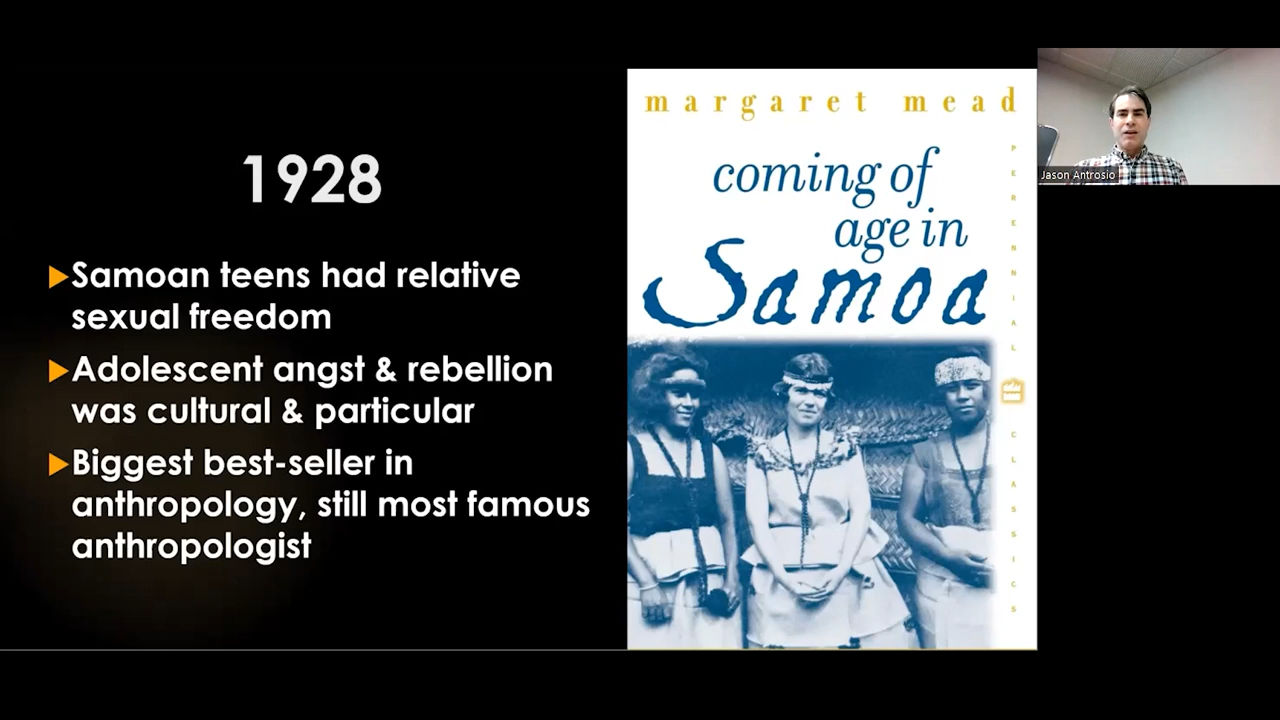 1928
Samoan teens had relative
sexual freedom
Adolescent angst & rebellion
was cultural & particular
Biggest best-seller in
anthropology, still most famous
anthropologist
margaret mead
coming of
age in
Samoa
PERENNIAL
CLASSICS
Jason Antrosio